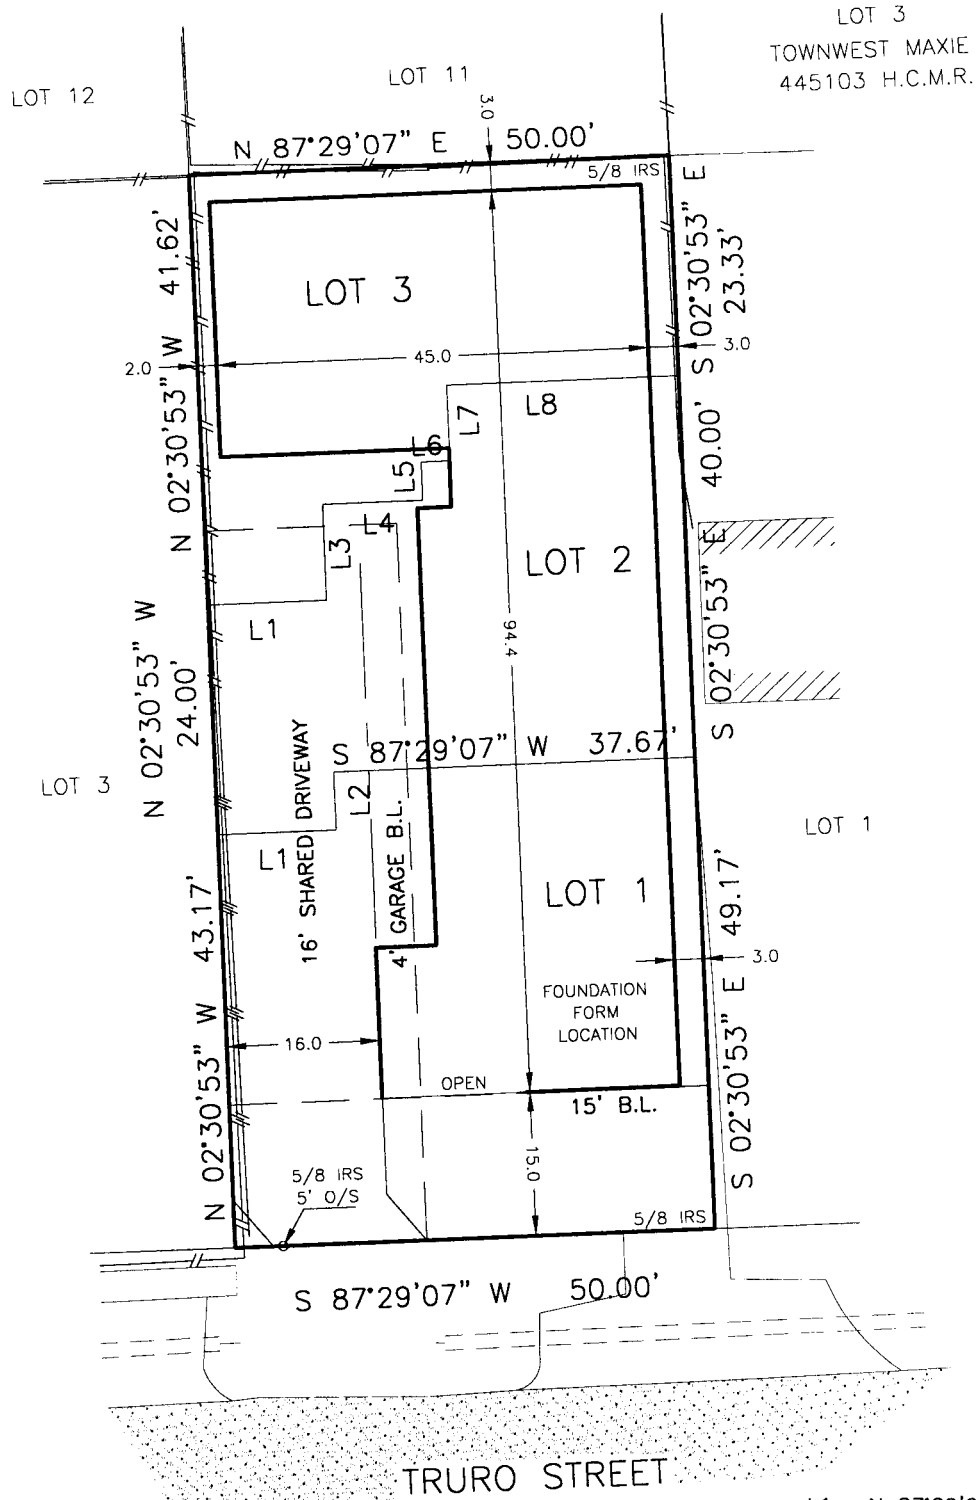 LOT 3
TOWNWEST MAXIE
445103 H.C.M.R.
LOT 12
LOT 11
3.0
N 87°29'07" E 50.00'
5/8 IRS
N 02°30'53" W 41.62'
S 02°30'53" E
23.33'
LOT 3
2.0
45.0
3.0
L7
L8
L6
L5
L4
L3
L1
40.00'
S 02°30'53" E
LOT 2
94.4
N 02°30'53" W
24.00'
S 87°29'07" W 37.67'
LOT 3
L2
L1
16' SHARED DRIVEWAY
4' GARAGE B.L.
LOT 1
LOT 1
N 02°30'53" W 43.17'
S 02°30'53" E 49.17'
3.0
FOUNDATION
FORM
LOCATION
16.0
OPEN
15' B.L.
15.0
5/8 IRS
5' O/S
5/8 IRS
S 87°29'07" W 50.00'
TRURO STREET